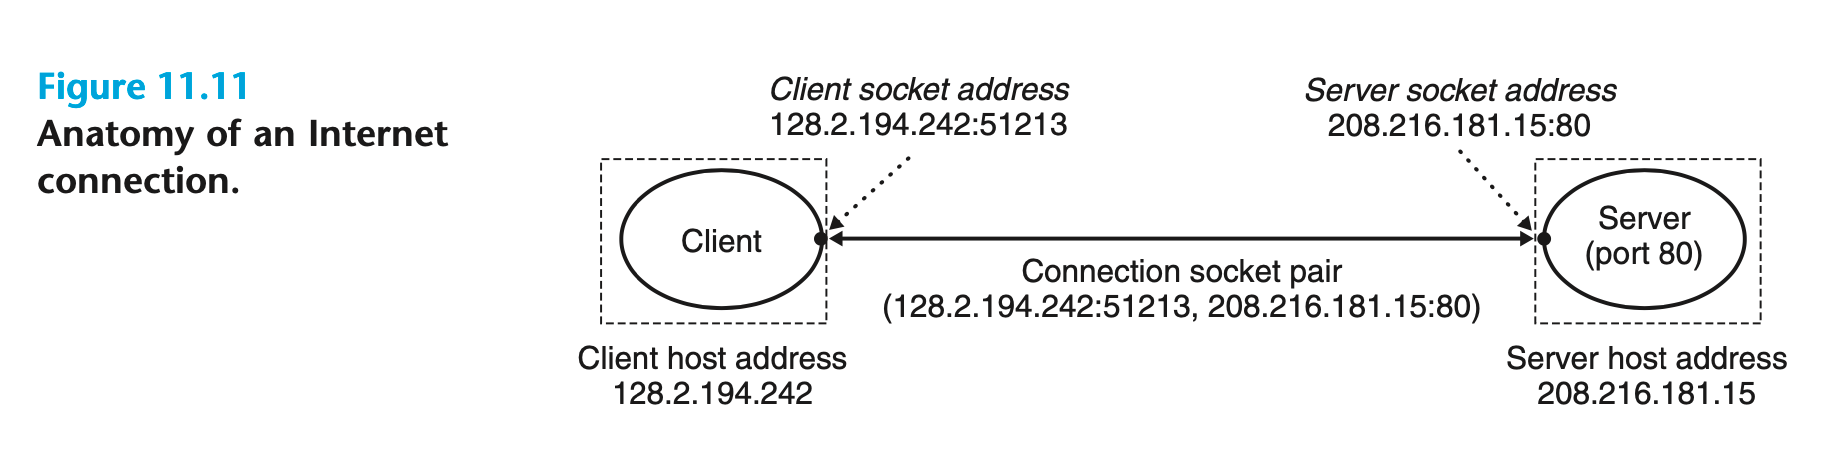 Figure 11.11
Anatomy of an Internet
connection.
Client socket address
128.2.194.242:51213
Server socket address
208.216.181.15:80
Client
Server
(port 80)
Connection socket pair
(128.2.194.242:51213, 208.216.181.15:80)
Client host address
128.2.194.242
Server host address
208.216.181.15